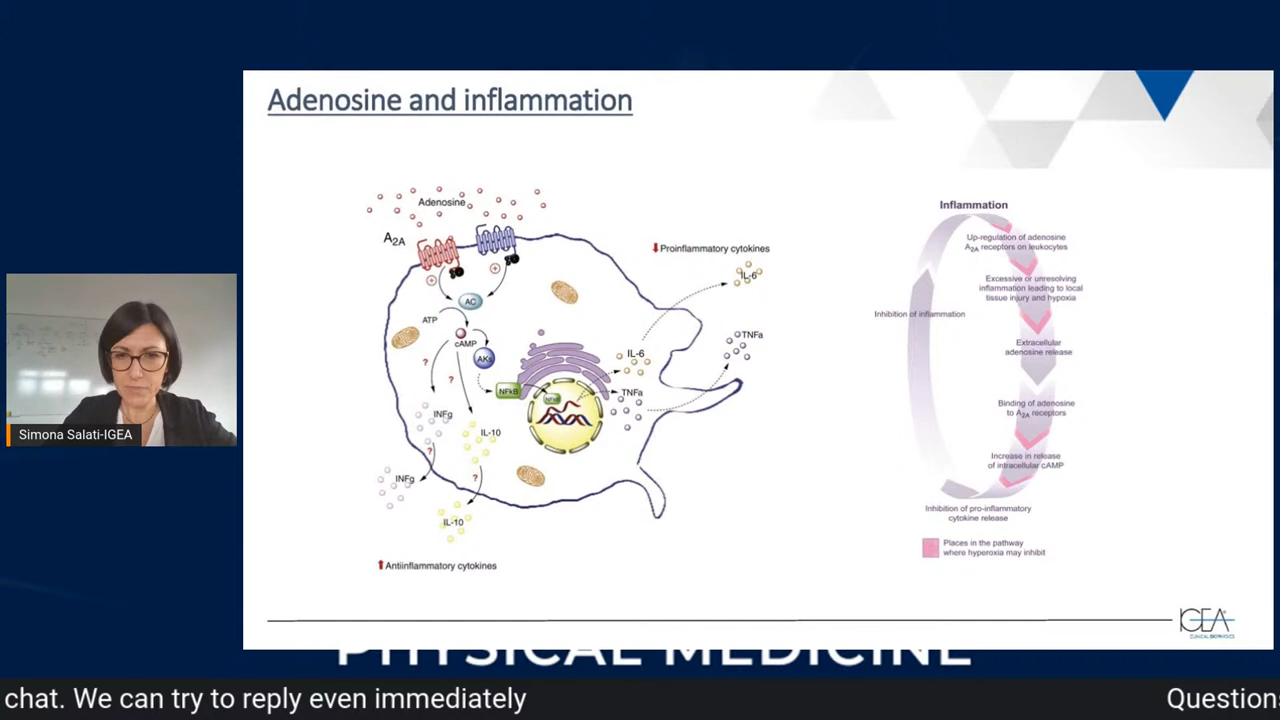 Adenosine and inflammation
Adenosine
A2A
AC
ATP
cAMP
AKs
?
?
NFkB
NFkB
INFg
IL-10
?
?
INFg
IL-10
IL-6
TNFa
Proinflammatory cytokines
IL-6
TNFa
Antiinflammatory cytokines
Inflammation
Up-regulation of adenosine
A2A receptors on leukocytes
Excessive or unresolving
inflammation leading to local
tissue injury and hypoxia
Inhibition of inflammation
Extracellular
adenosine release
Binding of adenosine
to A2A receptors
Increase in release
of intracellular cAMP
Inhibition of pro-inflammatory
cytokine release
Places in the pathway
where hyperoxia may inhibit
IGEA
CLINICAL BIOPHYSICS
Simona Salati-IGEA
PHYSICAL MEDICINE
chat. We can try to reply even immediately
Question